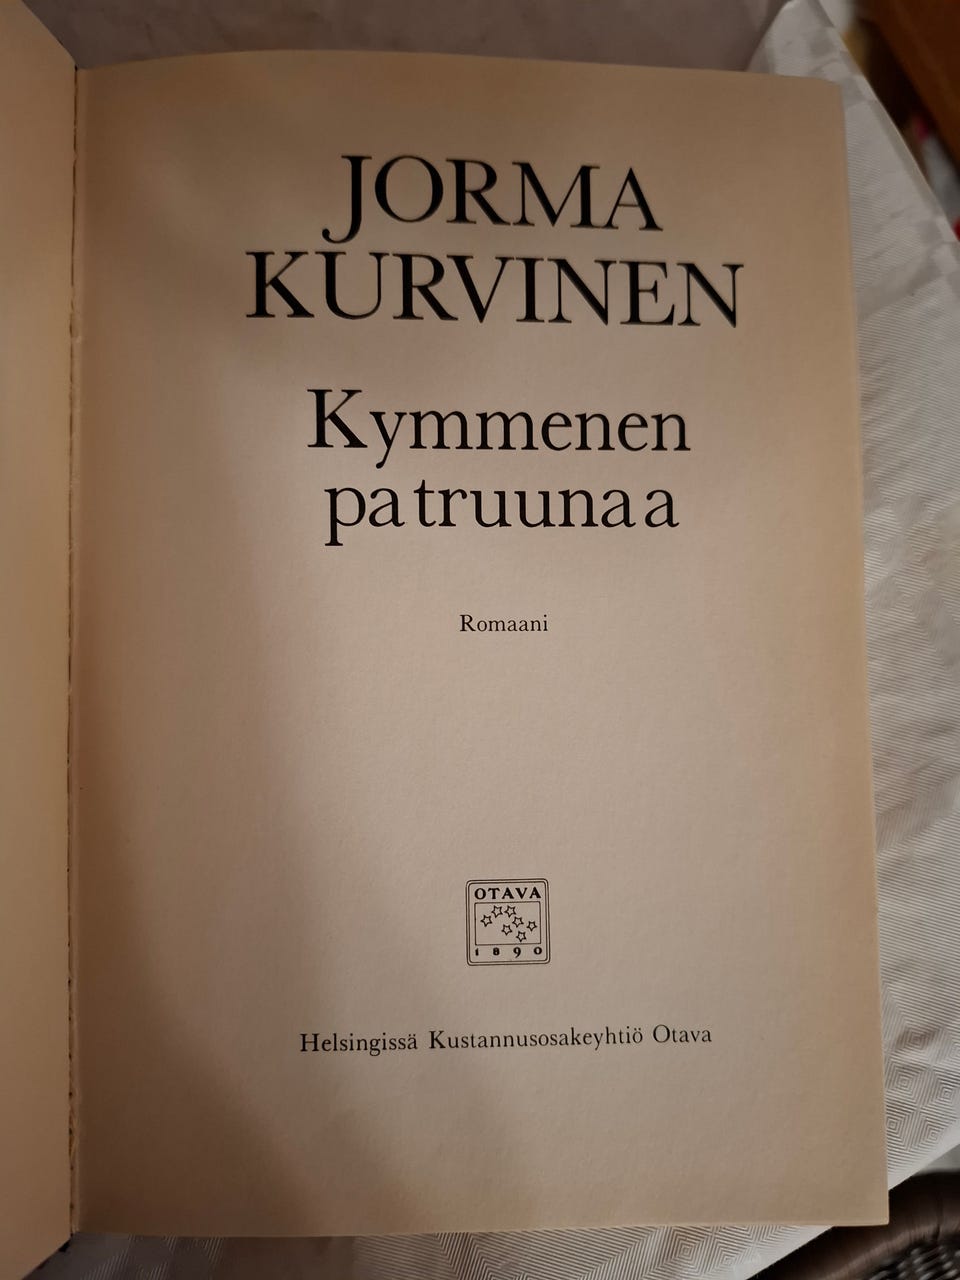 JORMA
KURVINEN
Kymmenen
patruunaa
Romaani
OTAVA
1890
Helsingissä Kustannusosakeyhtiö Otava